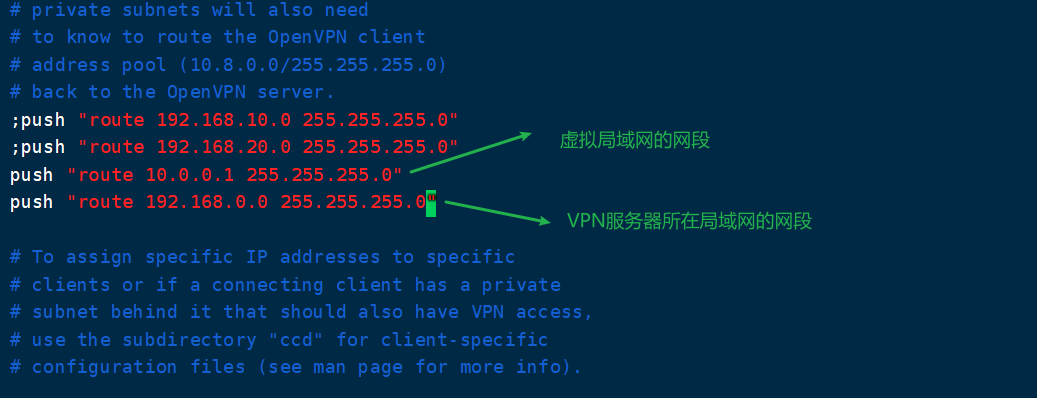 # private subnets will also need
# to know to route the OpenVPN client
# address pool (10.8.0.0/255.255.255.0)
# back to the OpenVPN server.
;push "route 192.168.10.0 255.255.255.0"
;push "route 192.168.20.0 255.255.255.0"
虚拟局域网的网段
push "route 10.0.0.1 255.255.255.0"
push "route 192.168.0.0 255.255.255.0"
VPN服务器所在局域网的网段
# To assign specific IP addresses to specific
# clients or if a connecting client has a private
# subnet behind it that should also have VPN access,
# use the subdirectory "ccd" for client-specific
# configuration files (see man page for more info).